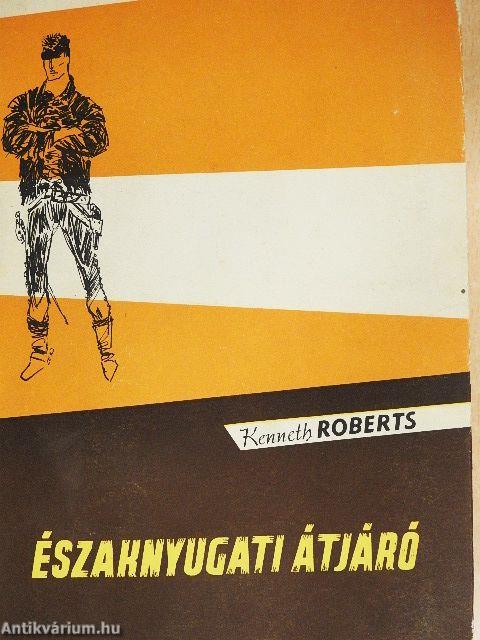 Kenneth ROBERTS
ÉSZAKNYUGATI ÁTJÁRÓ
Antikvárium.hu